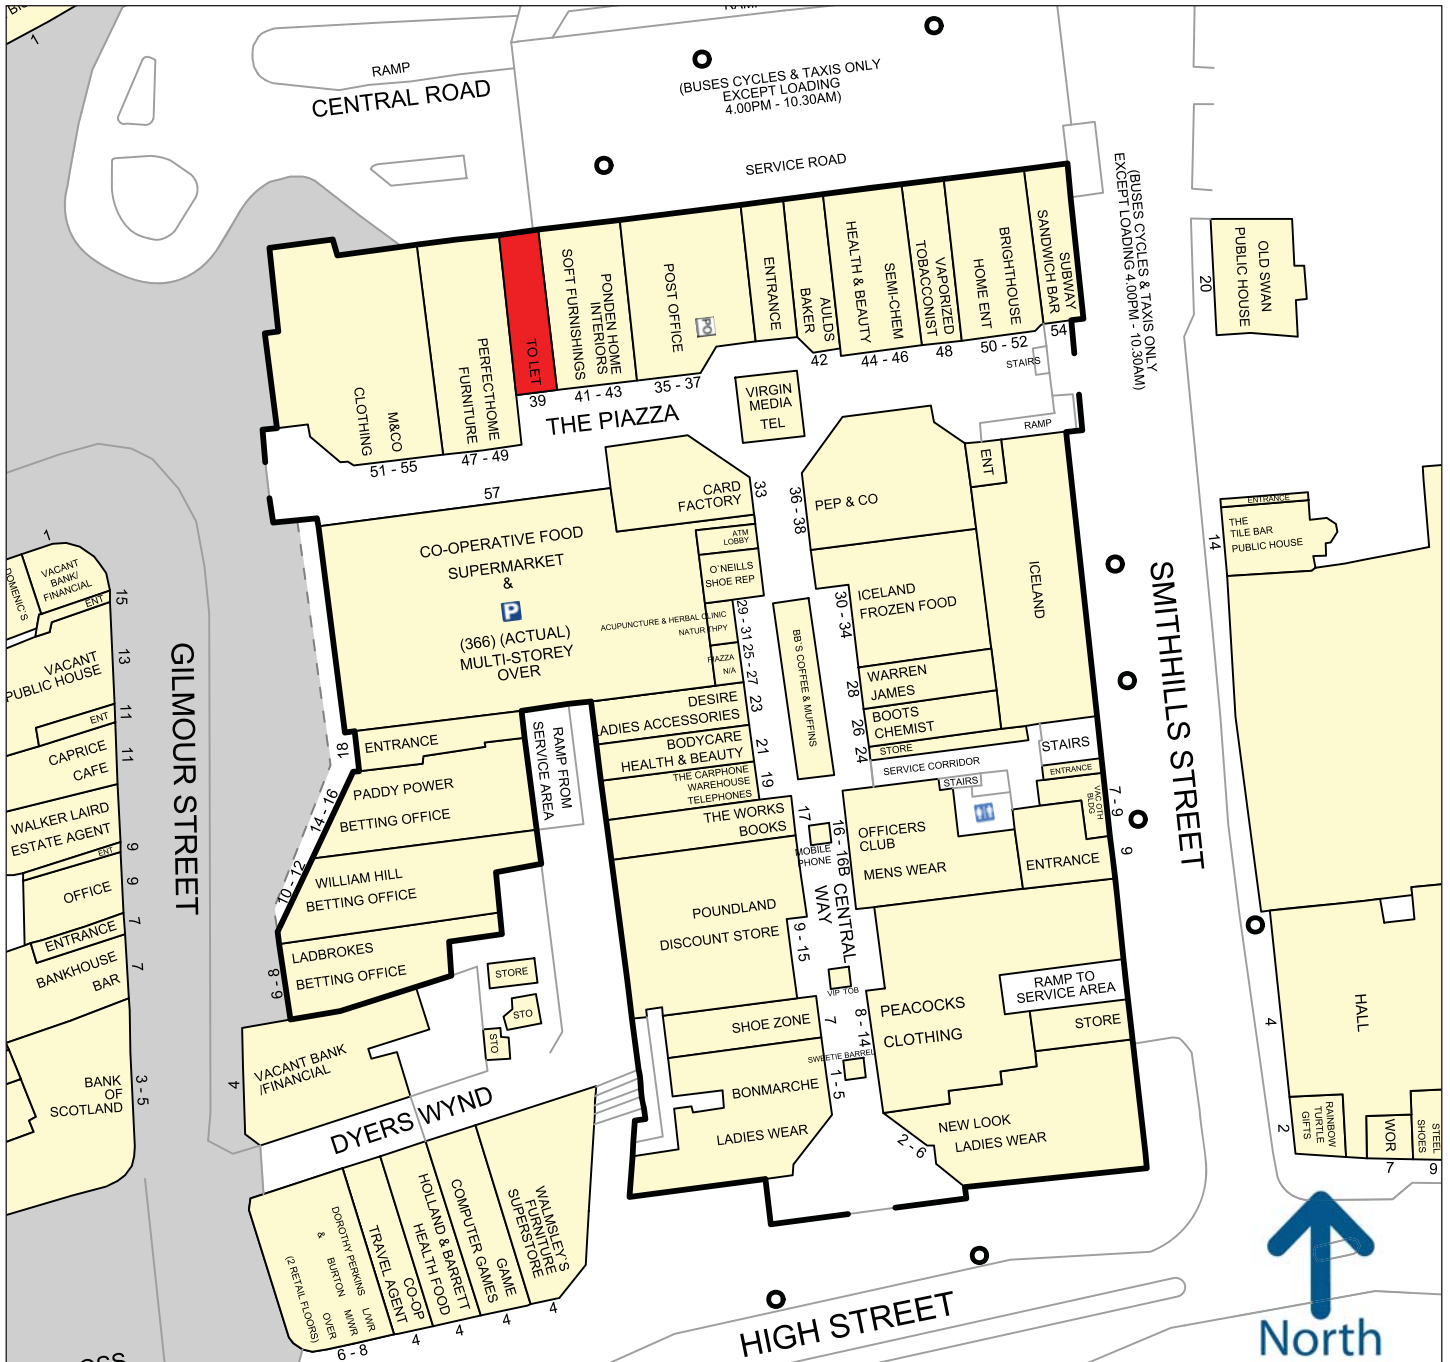 1
RAMP
CENTRAL ROAD
(BUSES CYCLES & TAXIS ONLY
EXCEPT LOADING
4.00PM - 10.30AM)
SERVICE ROAD
(BUSES CYCLES & TAXIS ONLY
EXCEPT LOADING 4.00PM - 10.30AM)
M&CO
CLOTHING
51 - 55
PERFECTHOME
FURNITURE
47 - 49
TO LET
39
PONDEN HOME
INTERIORS
SOFT FURNISHINGS
41 - 43
POST OFFICE
PO
35 - 37
ENTRANCE
AULDS
BAKER
42
SEMI-CHEM
HEALTH & BEAUTY
44 - 46
VAPORIZED
TOBACCONIST
48
BRIGHTHOUSE
HOME ENT
50 - 52
SUBWAY
SANDWICH BAR
54
STAIRS
RAMP
THE PIAZZA
VIRGIN
MEDIA
TEL
OLD SWAN
PUBLIC HOUSE
20
57
CARD
FACTORY
33
36 - 38
PEP & CO
ENT
ICELAND
CO-OPERATIVE FOOD
SUPERMARKET
&
P
(366) (ACTUAL)
MULTI-STOREY
OVER
ATM
LOBBY
O'NEILLS
SHOE REP
ACUPUNCTURE & HERBAL CLINIC
NATUR THPY
29 - 31
PIAZZA
N/A
25 - 27
BB'S COFFEE & MUFFINS
ICELAND
FROZEN FOOD
30 - 34
WARREN
JAMES
28
BOOTS
CHEMIST
26
STORE
24
SERVICE CORRIDOR
STAIRS
STAIRS
ENTRANCE
VAC OTH
BLDG
7 - 9
ENTRANCE
9
ENTRANCE
THE
TILE BAR
PUBLIC HOUSE
14
SMITHHILLS STREET
GILMOUR STREET
1
DOMENIC'S
VACANT
BANK/
FINANCIAL
ENT
15
VACANT
PUBLIC HOUSE
13
ENT
11
CAPRICE
CAFE
11
WALKER LAIRD
ESTATE AGENT
9
ENT
OFFICE
9
ENTRANCE
7
BANKHOUSE
BAR
7
BANK
OF
SCOTLAND
3 - 5
ENTRANCE
18
PADDY POWER
BETTING OFFICE
14 - 16
WILLIAM HILL
BETTING OFFICE
10 - 12
LADBROKES
BETTING OFFICE
8 - 9
RAMP FROM
SERVICE AREA
DESIRE
LADIES ACCESSORIES
23
BODYCARE
HEALTH & BEAUTY
21
THE CARPHONE
WAREHOUSE
TELEPHONES
19
THE WORKS
BOOKS
17
MOBILE
PHONE
16 - 16B
OFFICERS
CLUB
MENS WEAR
CENTRAL
WAY
POUNDLAND
DISCOUNT STORE
9 - 15
VIP TOB
PEACOCKS
CLOTHING
8 - 14
RAMP TO
SERVICE AREA
STORE
SHOE ZONE
7
SWEETIE BARREL
BONMARCHE
LADIES WEAR
1 - 5
NEW LOOK
LADIES WEAR
2 - 6
STORE
STO
STO
VACANT BANK
/FINANCIAL
4
DYERS WYND
DOROTHY PERKINS L/WR
& BURTON M/WR
(2 RETAIL FLOORS) OVER
6 - 8
CO-OP
TRAVEL AGENT
4
HOLLAND & BARRETT
HEALTH FOOD
4
GAME
COMPUTER GAMES
4
WALMSLEY'S
FURNITURE
SUPERSTORE
4
HALL
4
RAINBOW
TURTLE
GIFTS
2
WOR
7
STEEL
SHOES
9
HIGH STREET
North